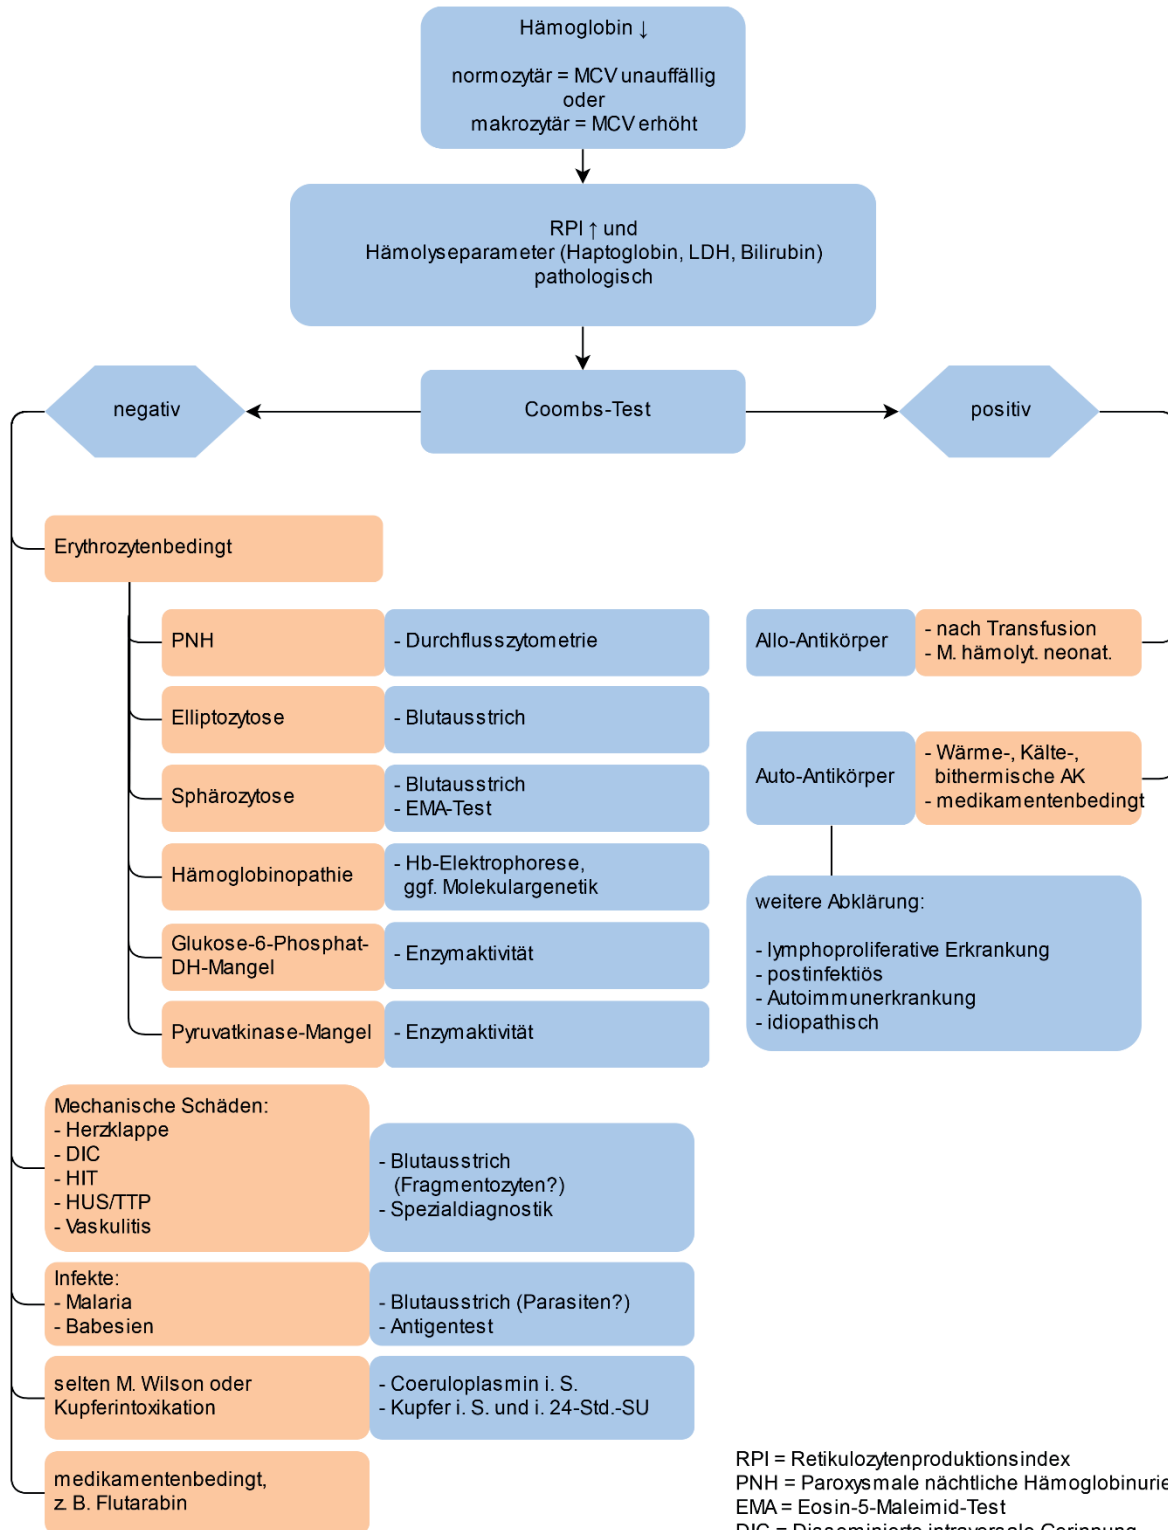 Hämoglobin ↓
normozytär = MCV unauffällig
oder
makrozytär = MCV erhöht
RPI ↑ und
Hämolyseparameter (Haptoglobin, LDH, Bilirubin)
pathologisch
negativ
Coombs-Test
positiv
Erythrozytenbedingt
PNH
- Durchflusszytometrie
Elliptozytose
- Blutausstrich
Sphärozytose
- Blutausstrich
- EMA-Test
Hämoglobinopathie
- Hb-Elektrophorese,
ggf. Molekulargenetik
Glukose-6-Phosphat-
DH-Mangel
- Enzymaktivität
Pyruvatkinase-Mangel
- Enzymaktivität
Allo-Antikörper
- nach Transfusion
- M. hämolyt. neonat.
Auto-Antikörper
- Wärme-, Kälte-,
bithermische AK
- medikamentenbedingt
weitere Abklärung:
- lymphoproliferative Erkrankung
- postinfektiös
- Autoimmunerkrankung
- idiopathisch
Mechanische Schäden:
- Herzklappe
- DIC
- HIT
- HUS/TTP
- Vaskulitis
- Blutausstrich
(Fragmentozyten?)
- Spezialdiagnostik
Infekte:
- Malaria
- Babesien
- Blutausstrich (Parasiten?)
- Antigentest
selten M. Wilson oder
Kupferintoxikation
- Coeruloplasmin i. S.
- Kupfer i. S. und i. 24-Std.-SU
medikamentenbedingt,
z. B. Flutarabin
RPI = Retikulozytenproduktionsindex
PNH = Paroxysmale nächtliche Hämoglobinurie
EMA = Eosin-5-Maleimid-Test
DIC = Disseminierte intravasale Gerinnung